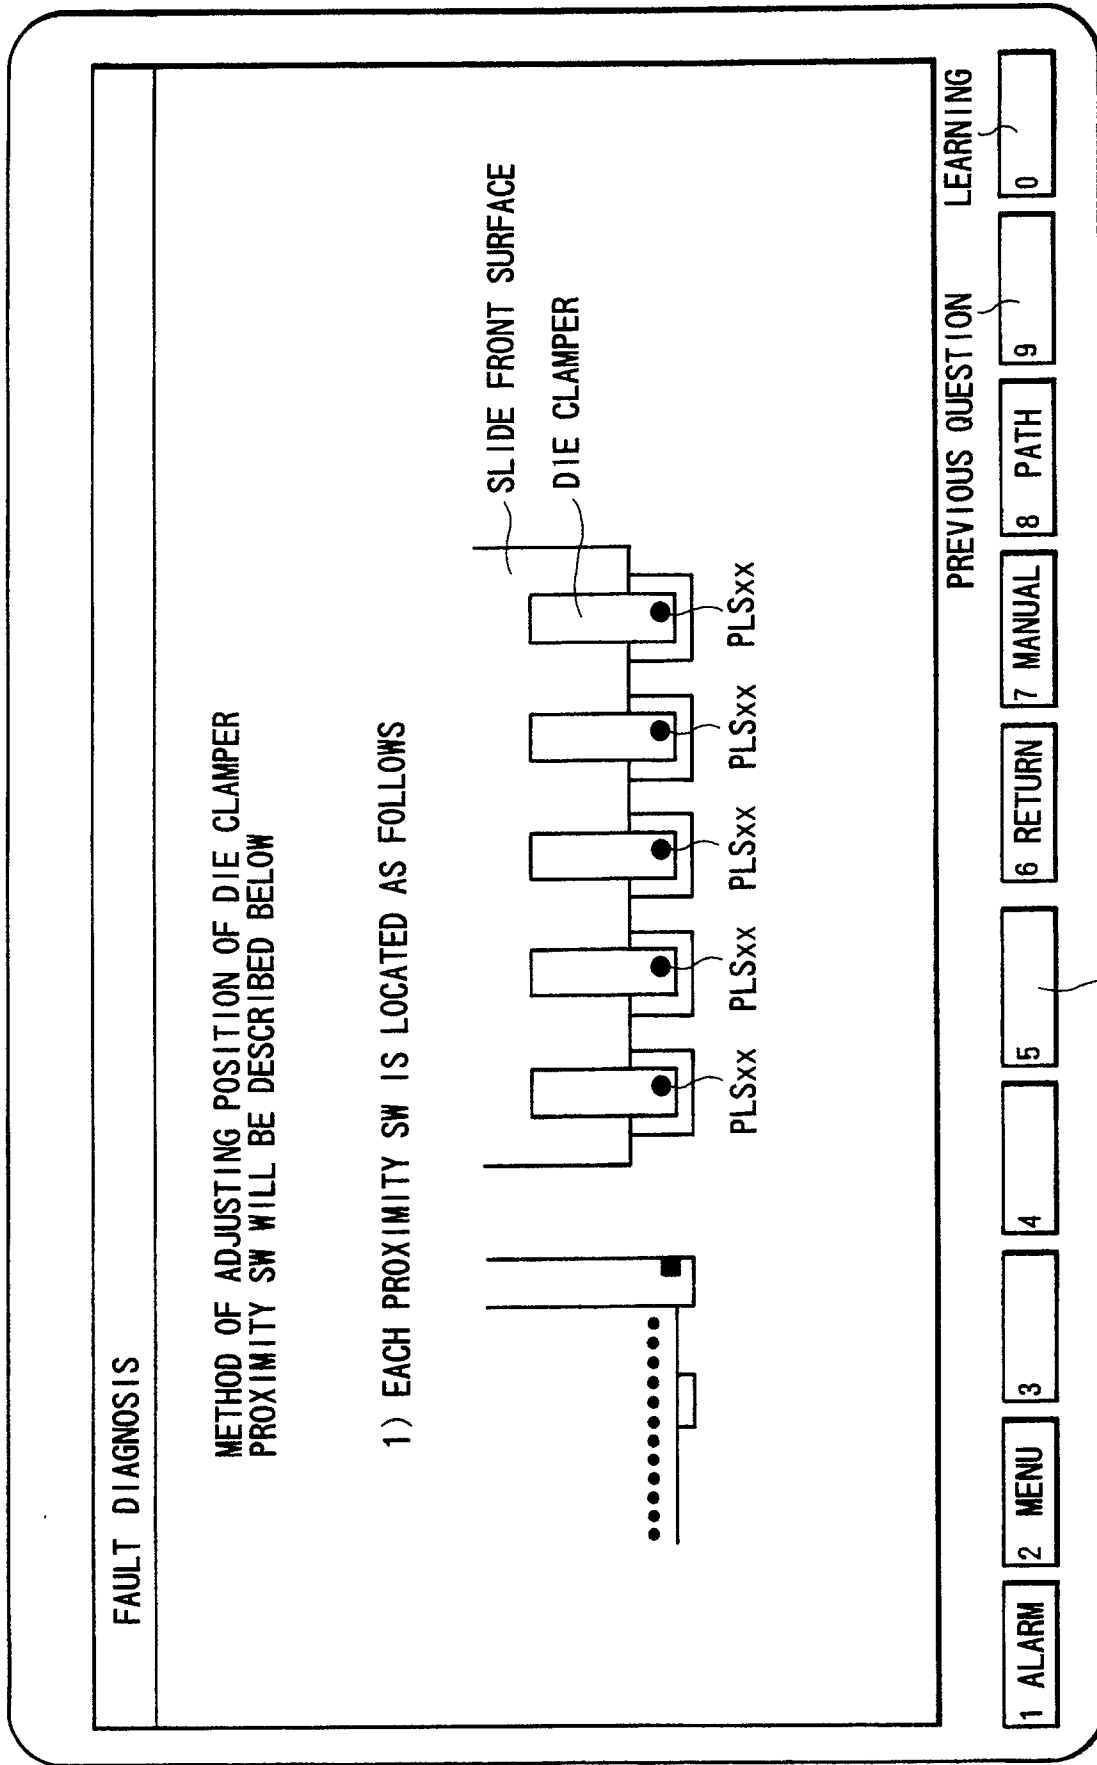 FAULT DIAGNOSIS
METHOD OF ADJUSTING POSITION OF DIE CLAMPER
PROXIMITY SW WILL BE DESCRIBED BELOW
1) EACH PROXIMITY SW IS LOCATED AS FOLLOWS
SLIDE FRONT SURFACE
DIE CLAMPER
PLSxx PLSxx PLSxx PLSxx PLSxx
PREVIOUS QUESTION LEARNING
1 ALARM 2 MENU 3 4 5 6 RETURN 7 MANUAL 8 PATH 9 0